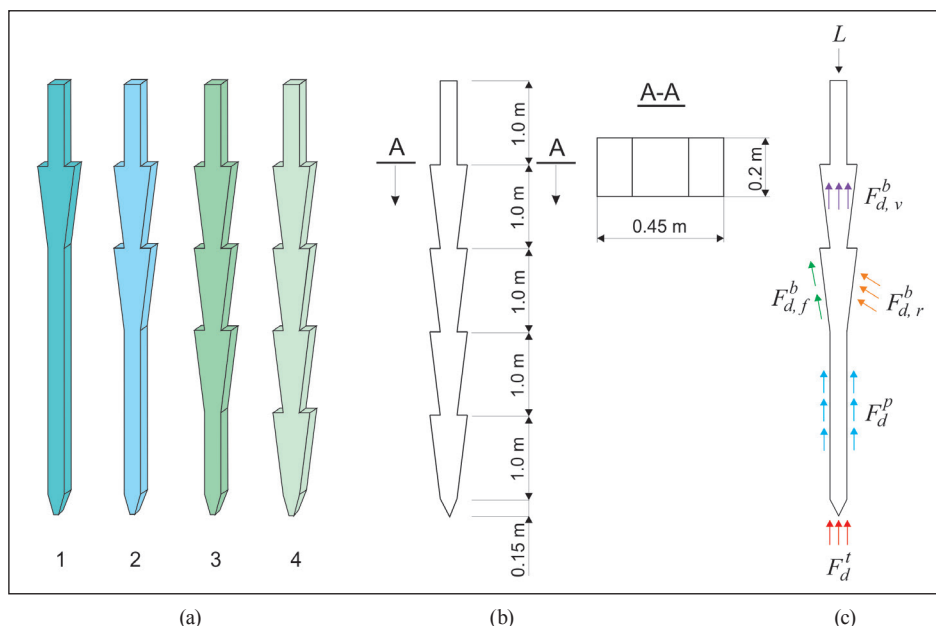 1
2
3
4
(a)
A
A
1.0 m
1.0 m
1.0 m
1.0 m
1.0 m
0.15 m
(b)
A-A
0.2 m
0.45 m
L
F^b_{d, v}
F^b_{d, f}
F^b_{d, r}
F^p_d
F^t_d
(c)